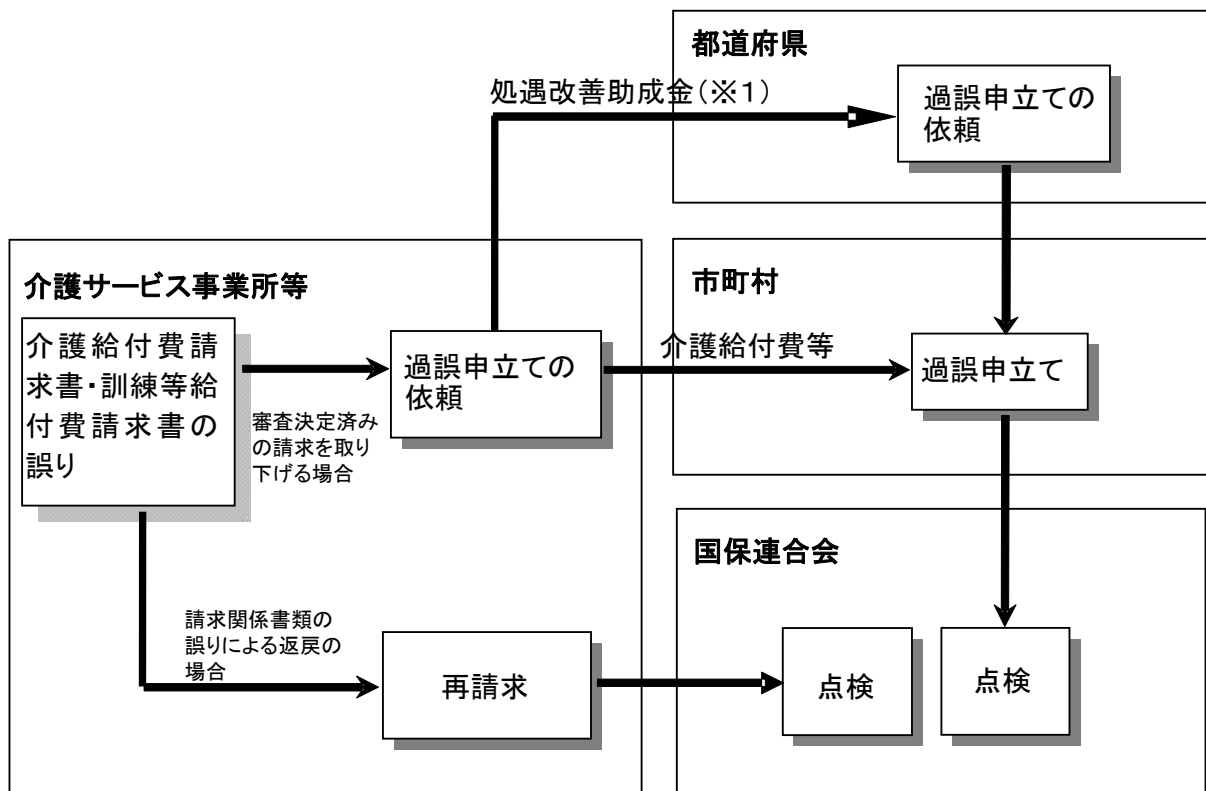 都道府県
処遇改善助成金(※1)
過誤申立ての
依頼
介護サービス事業所等
市町村
介護給付費請
求書・訓練等給
付費請求書の
誤り
過誤申立ての
依頼
介護給付費等
過誤申立て
審査決定済み
の請求を取り
下げる場合
国保連合会
請求関係書類の
誤りによる返戻の
場合
再請求
点検
点検